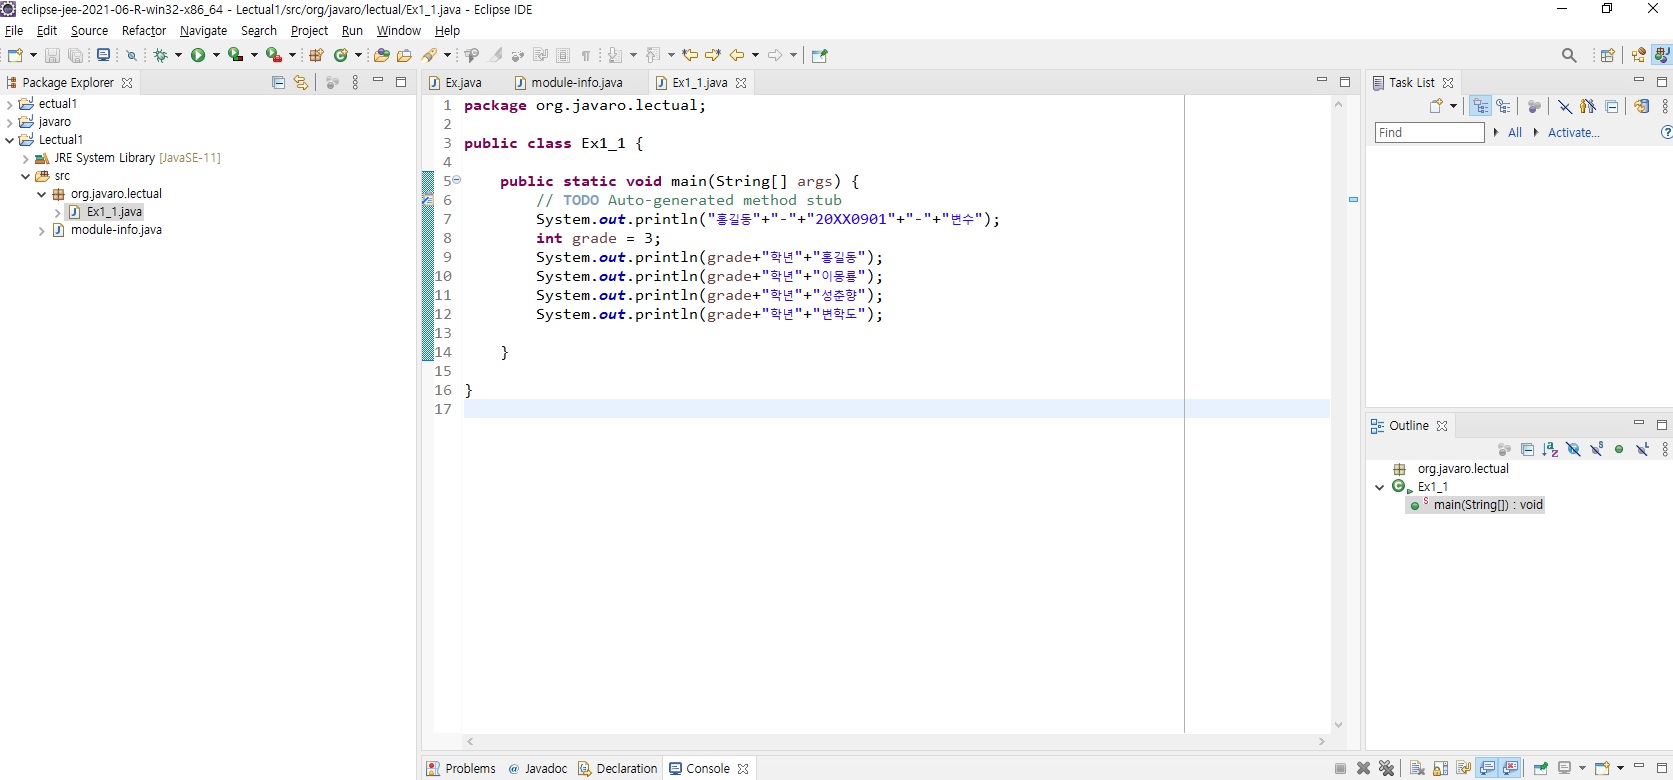 eclipse-jee-2021-06-R-win32-x86_64 - Lectual1/src/org/javaro/lectual/Ex1_1.java - Eclipse IDE
File Edit Source Refactor Navigate Search Project Run Window Help
Package Explorer
ectual1
javaro
Lectual1
JRE System Library [JavaSE-11]
src
org.javaro.lectual
Ex1_1.java
module-info.java
Ex.java module-info.java Ex1_1.java
1 package org.javaro.lectual;
2
3 public class Ex1_1 {
4
5 public static void main(String[] args) {
6 // TODO Auto-generated method stub
7 System.out.println("홍길동"+"-"+"20XX0901"+"-"+"변수");
8 int grade = 3;
9 System.out.println(grade+"학년"+"홍길동");
10 System.out.println(grade+"학년"+"이몽룡");
11 System.out.println(grade+"학년"+"성춘향");
12 System.out.println(grade+"학년"+"변학도");
13
14 }
15
16 }
17
Task List
Find All Activate...
Outline
org.javaro.lectual
Ex1_1
main(String[]) : void
Problems @ Javadoc Declaration Console